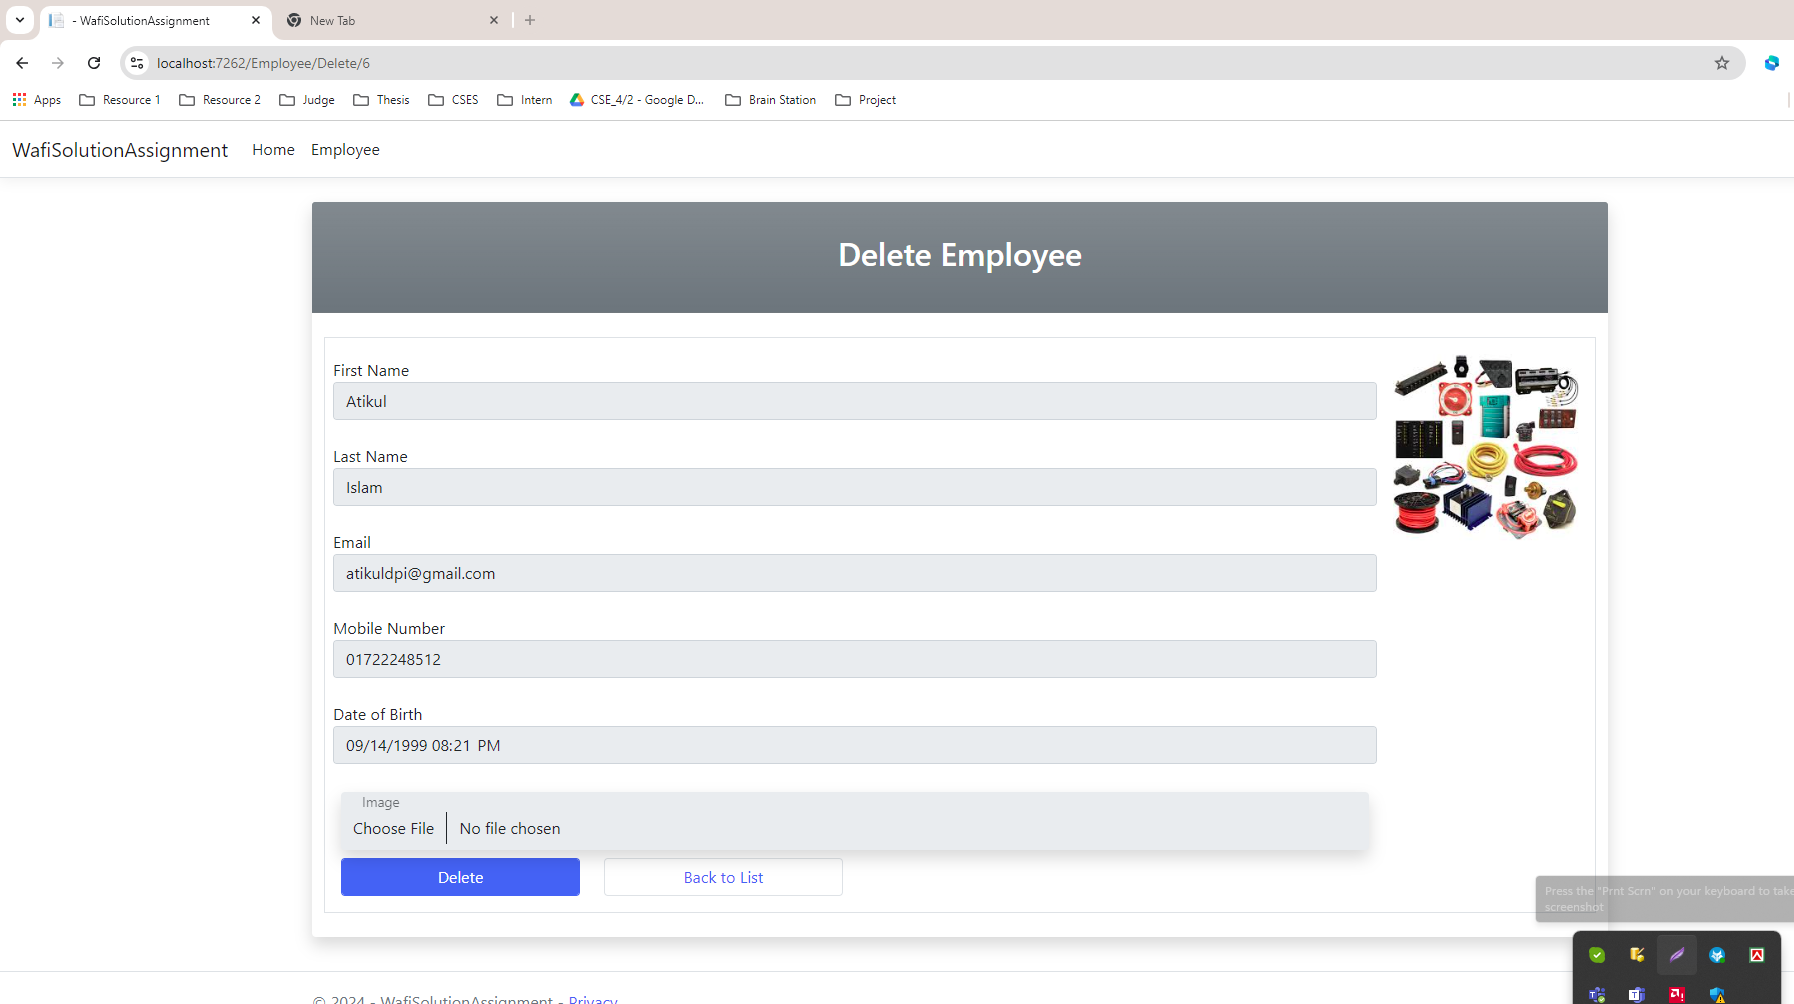 - WafiSolutionAssignment
New Tab
localhost:7262/Employee/Delete/6
Apps
Resource 1
Resource 2
Judge
Thesis
CSES
Intern
CSE_4/2 - Google D...
Brain Station
Project
WafiSolutionAssignment
Home
Employee
Delete Employee
First Name
Atikul
Last Name
Islam
Email
atikuldpi@gmail.com
Mobile Number
01722248512
Date of Birth
09/14/1999 08:21 PM
Image
Choose File
No file chosen
Delete
Back to List
Press the "Prnt Scrn" on your keyboard to take
screenshot
© 2024 - WafiSolutionAssignment - Privacy